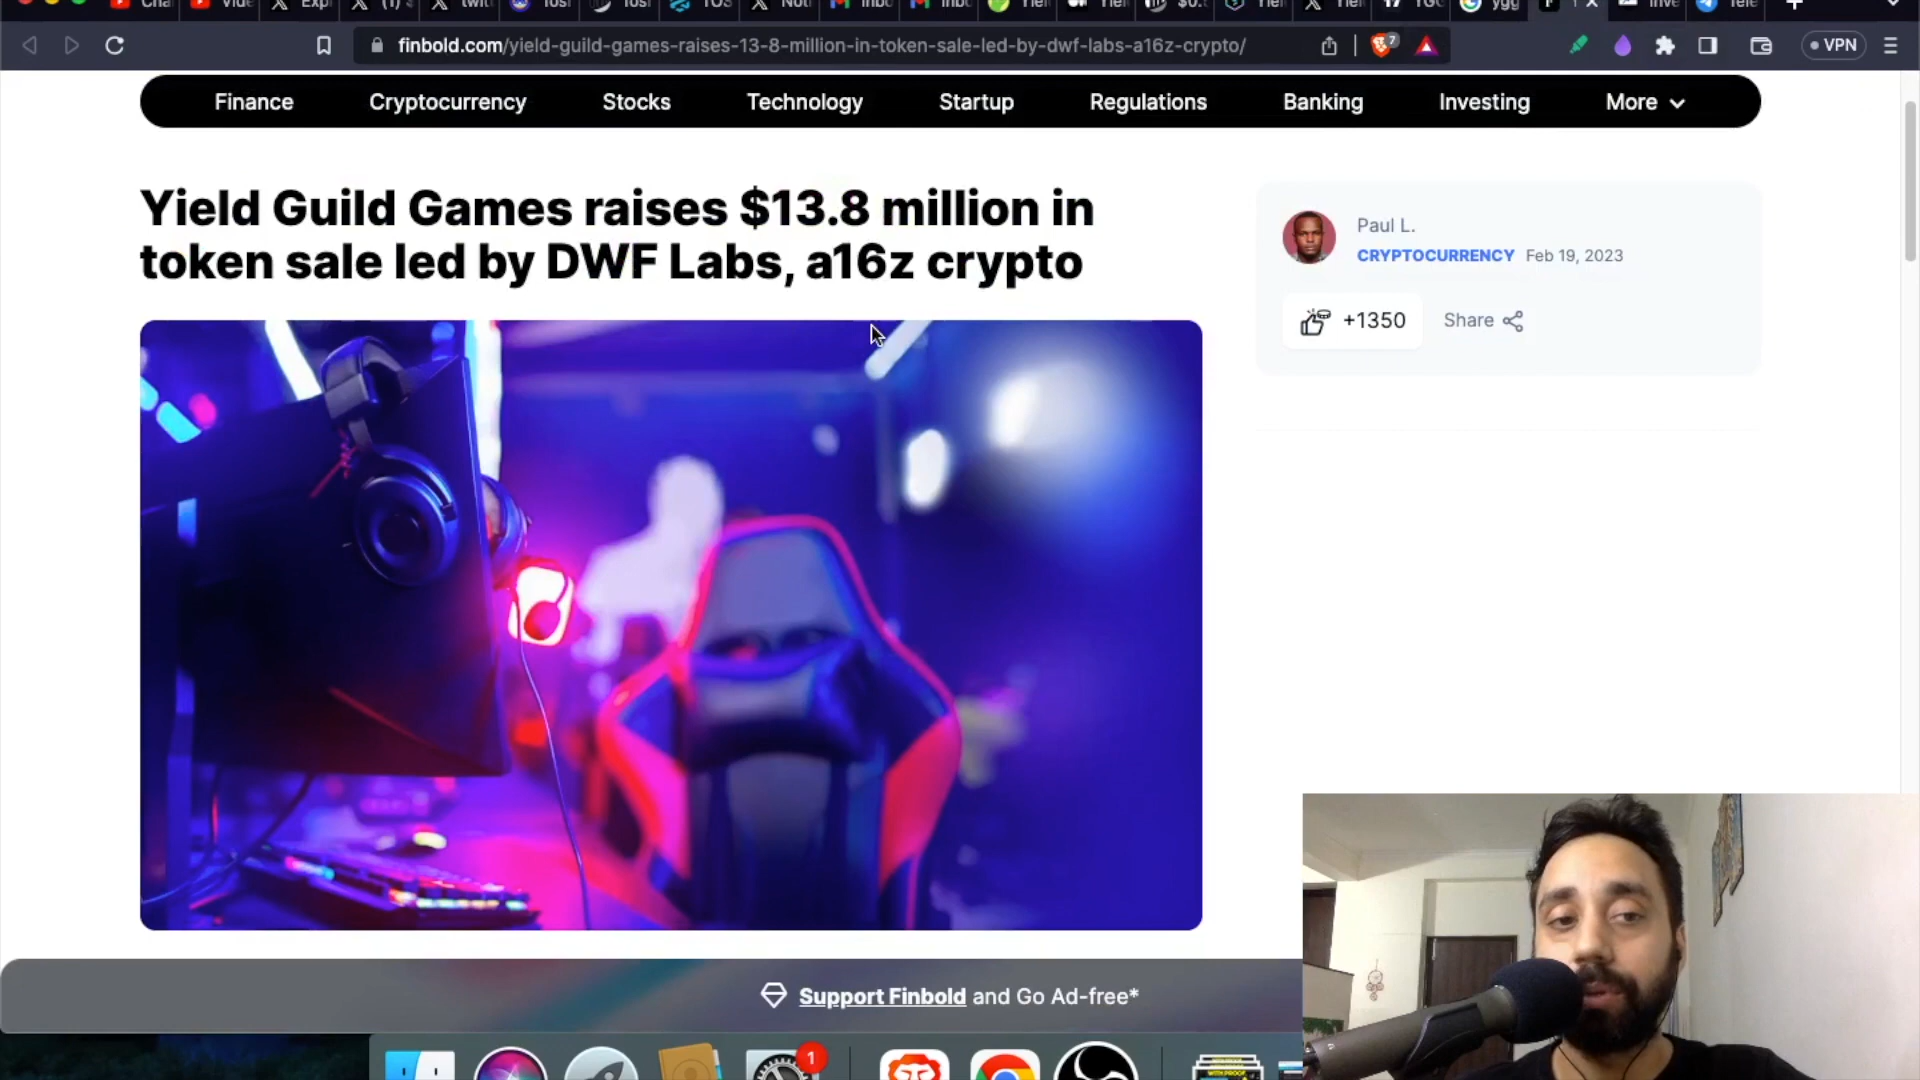 finbold.com/yield-guild-games-raises-13-8-million-in-token-sale-led-by-dwf-labs-a16z-crypto/
7
VPN
Finance Cryptocurrency Stocks Technology Startup Regulations Banking Investing More
Yield Guild Games raises $13.8 million in
token sale led by DWF Labs, a16z crypto
Paul L.
CRYPTOCURRENCY Feb 19, 2023
+1350 Share
Support Finbold and Go Ad-free*
1